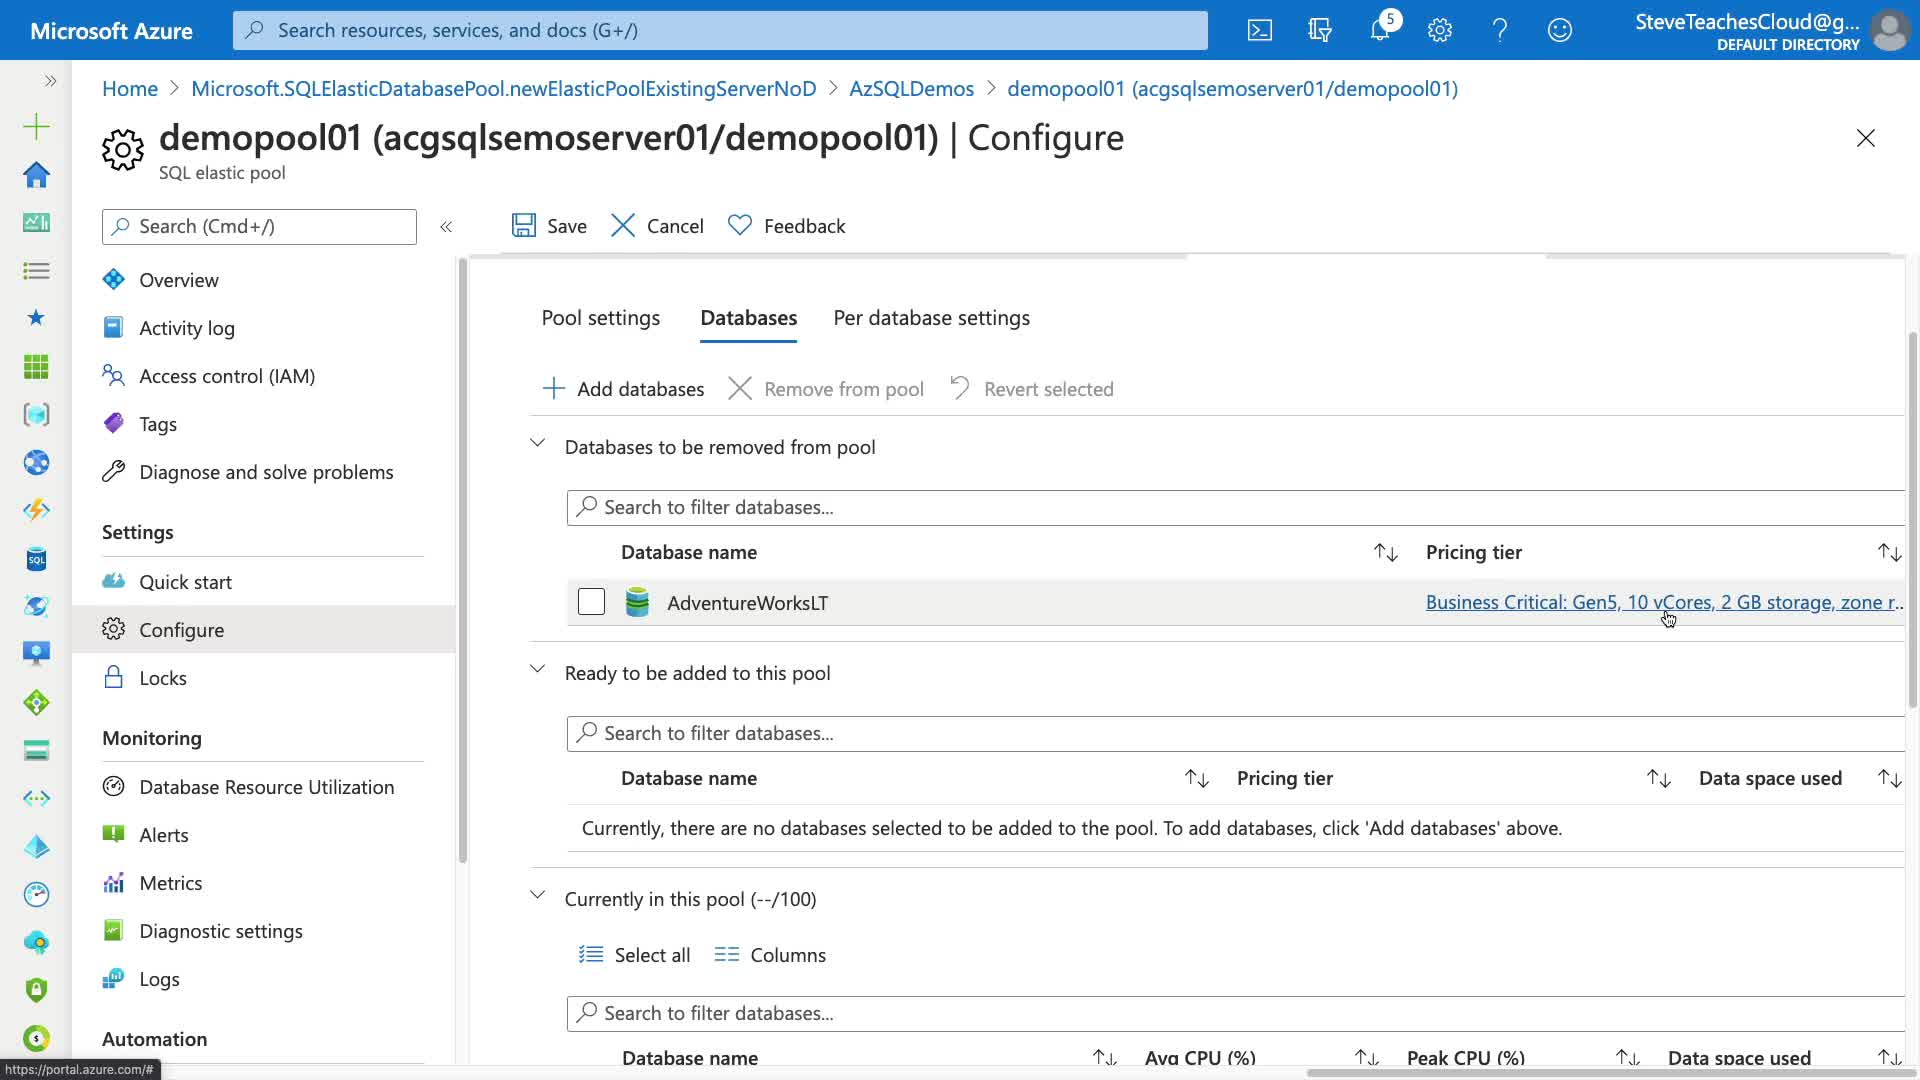 Microsoft Azure
Search resources, services, and docs (G+/)
5
SteveTeachesCloud@g...
DEFAULT DIRECTORY
Home > Microsoft.SQLElasticDatabasePool.newElasticPoolExistingServerNoD > AzSQLDemos > demopool01 (acgsqlsemoserver01/demopool01)
demopool01 (acgsqlsemoserver01/demopool01) | Configure
SQL elastic pool
Search (Cmd+/)
Save
Cancel
Feedback
Overview
Activity log
Access control (IAM)
Tags
Diagnose and solve problems
Settings
Quick start
Configure
Locks
Monitoring
Database Resource Utilization
Alerts
Metrics
Diagnostic settings
Logs
Automation
SQL
Pool settings
Databases
Per database settings
Add databases
Remove from pool
Revert selected
Databases to be removed from pool
Search to filter databases...
Database name
Pricing tier
AdventureWorksLT
Business Critical: Gen5, 10 vCores, 2 GB storage, zone r...
Ready to be added to this pool
Search to filter databases...
Database name
Pricing tier
Data space used
Currently, there are no databases selected to be added to the pool. To add databases, click 'Add databases' above.
Currently in this pool (--/100)
Select all
Columns
Search to filter databases...
Database name
Avg CPU (%)
Peak CPU (%)
Data space used
https://portal.azure.com/#